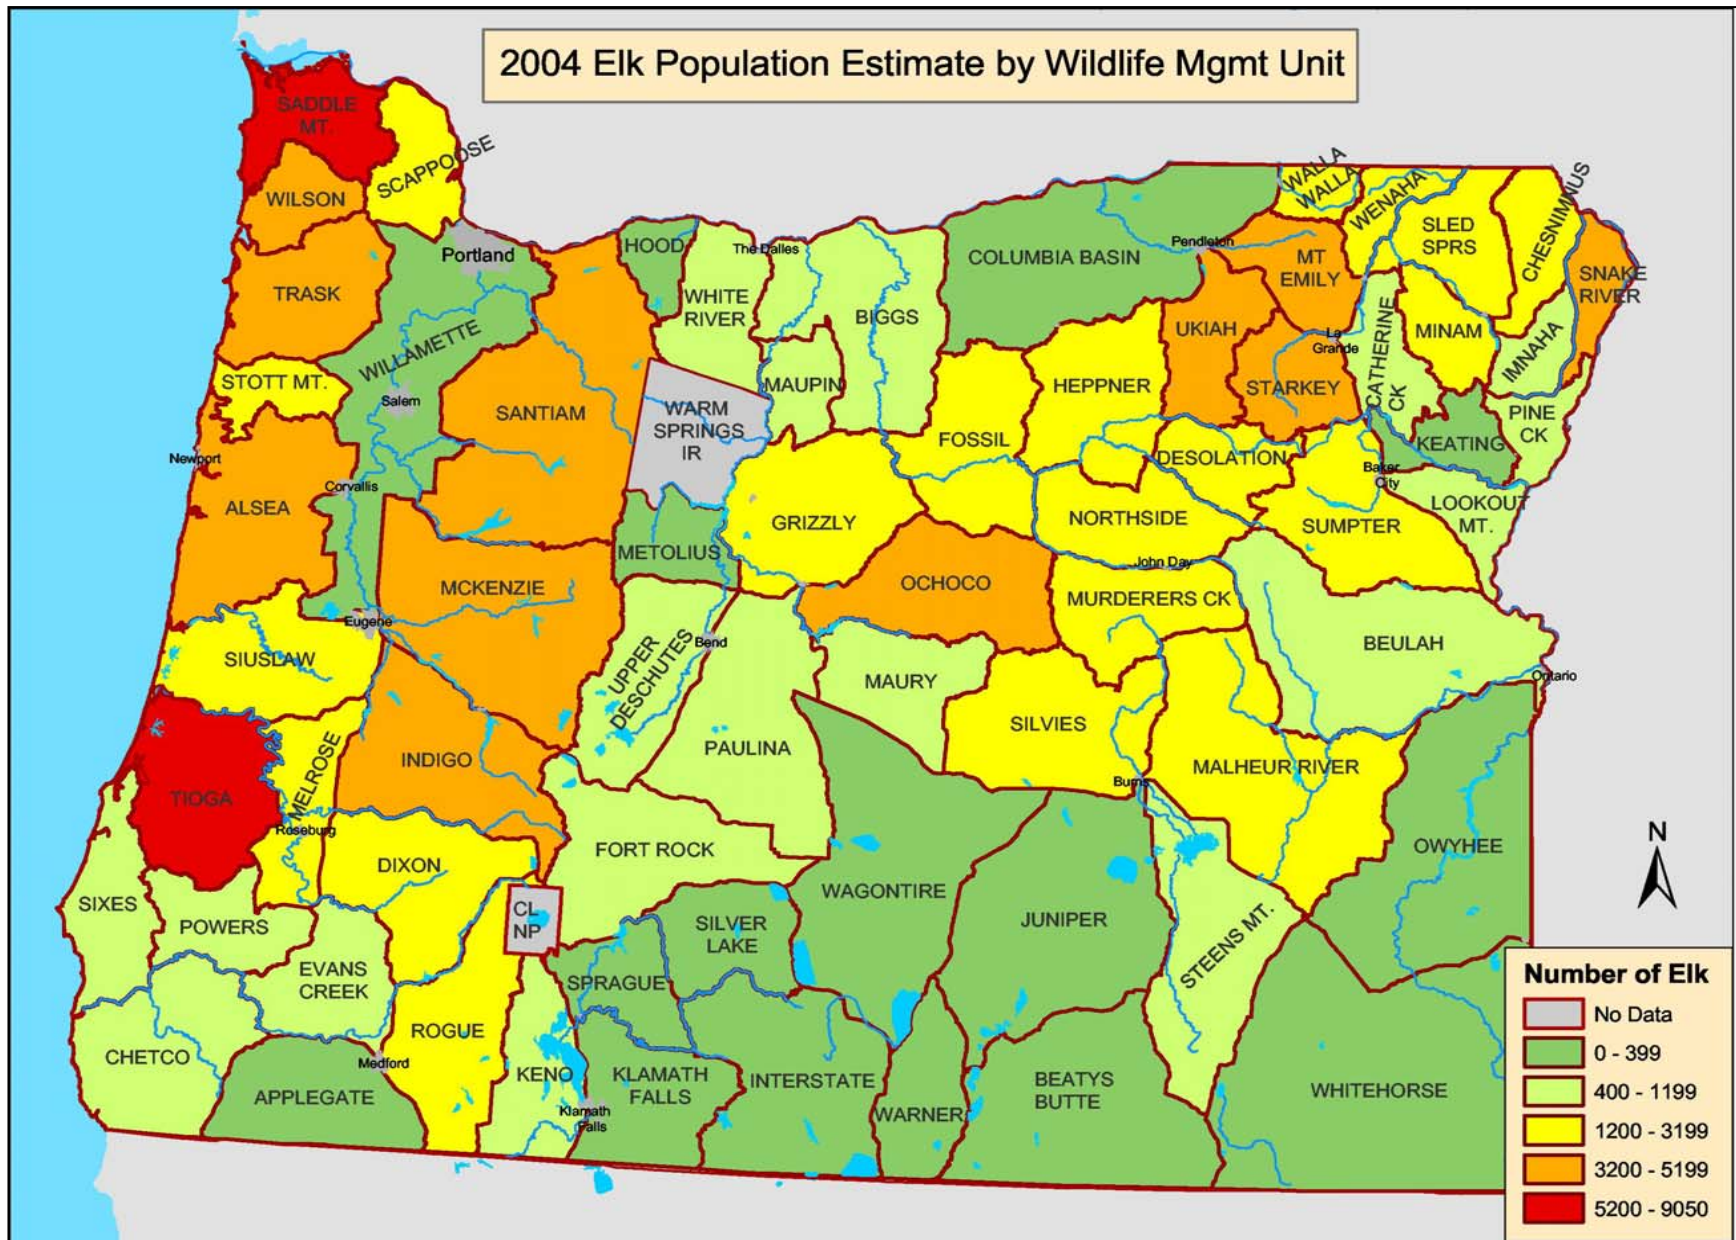 2004 Elk Population Estimate by Wildlife Mgmt Unit
SADDLE
MT.
SCAPPOOSE
WILSON
Portland
TRASK
WILLAMETTE
STOTT MT.
Salem
SANTIAM
HOOD
The Dalles
WHITE
RIVER
BIGGS
MAUPIN
WARM
SPRINGS
IR
COLUMBIA BASIN
Pendleton
WALLA
WALLA
WENAHA
SLED
SPRS
CHESNIMNUS
SNAKE
RIVER
MT
EMILY
UKIAH
STARKEY
La
Grande
CATHERINE
CK
MINAM
IMNAHA
PINE
CK
KEATING
HEPPNER
FOSSIL
DESOLATION
Baker
City
LOOKOUT
MT.
SUMPTER
NORTHSIDE
GRIZZLY
Newport
ALSEA
Corvallis
METOLIUS
MCKENZIE
OCHOCO
John Day
MURDERERS CK
BEULAH
Ontario
Eugene
SIUSLAW
UPPER
DESCHUTES
Bend
MAURY
PAULINA
SILVIES
Burns
MALHEUR RIVER
OWYHEE
TIOGA
MELROSE
Roseburg
INDIGO
DIXON
FORT ROCK
WAGONTIRE
JUNIPER
STEENS MT.
SIXES
POWERS
CL
NP
SILVER
LAKE
SPRAGUE
EVANS
CREEK
ROGUE
CHETCO
Medford
APPLEGATE
KENO
Klamath
Falls
KLAMATH
FALLS
INTERSTATE
WARNER
BEATYS
BUTTE
WHITEHORSE
N
Number of Elk
No Data
0 - 399
400 - 1199
1200 - 3199
3200 - 5199
5200 - 9050